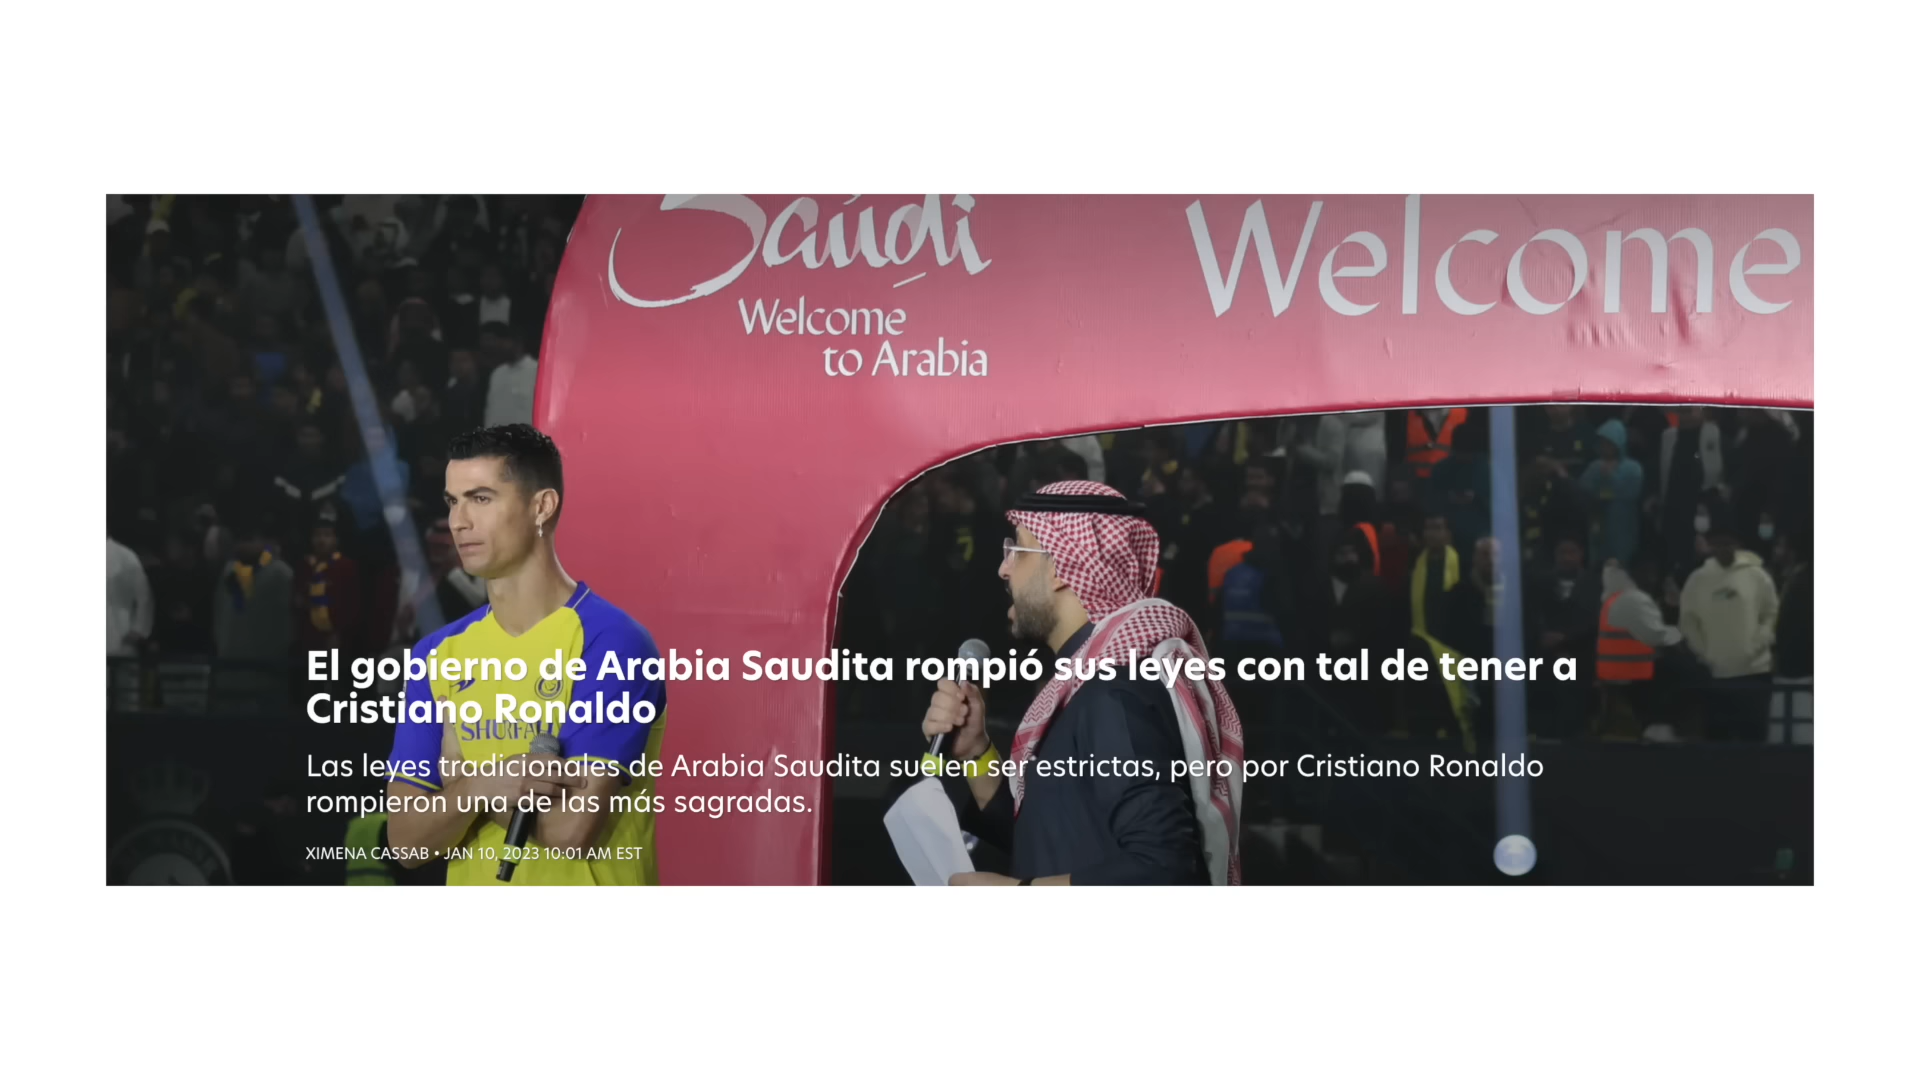 Saudi
Welcome
to Arabia
Welcome
El gobierno de Arabia Saudita rompió sus leyes con tal de tener a
Cristiano Ronaldo
SHURFAH
Las leyes tradicionales de Arabia Saudita suelen ser estrictas, pero por Cristiano Ronaldo
rompieron una de las más sagradas.
XIMENA CASSAB • JAN 10, 2023 10:01 AM EST